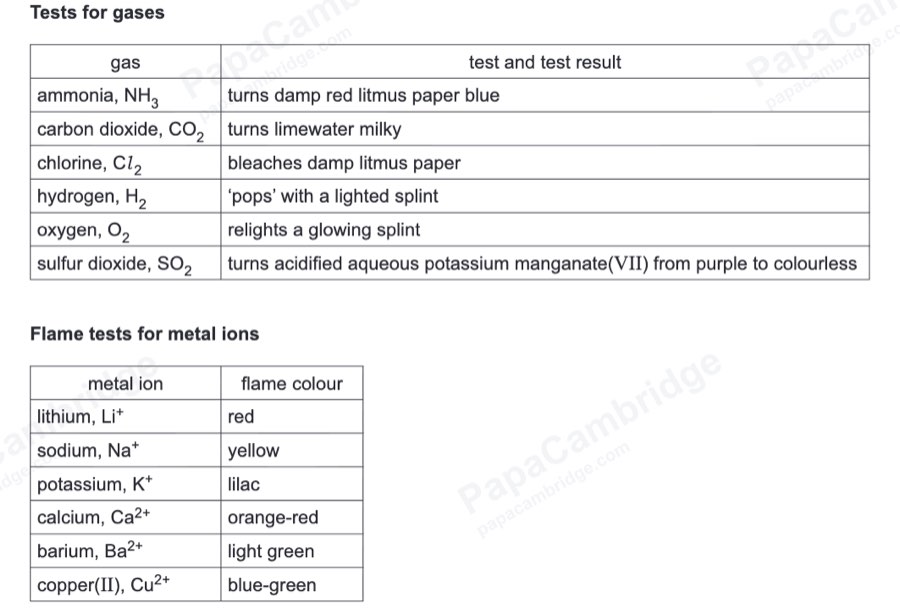 Tests for gases
gas test and test result
ammonia, NH₃ turns damp red litmus paper blue
carbon dioxide, CO₂ turns limewater milky
chlorine, Cl₂ bleaches damp litmus paper
hydrogen, H₂ ‘pops’ with a lighted splint
oxygen, O₂ relights a glowing splint
sulfur dioxide, SO₂ turns acidified aqueous potassium manganate(VII) from purple to colourless
Flame tests for metal ions
metal ion flame colour
lithium, Li⁺ red
sodium, Na⁺ yellow
potassium, K⁺ lilac
calcium, Ca²⁺ orange-red
barium, Ba²⁺ light green
copper(II), Cu²⁺ blue-green
PapaCambridge
papacambridge.com